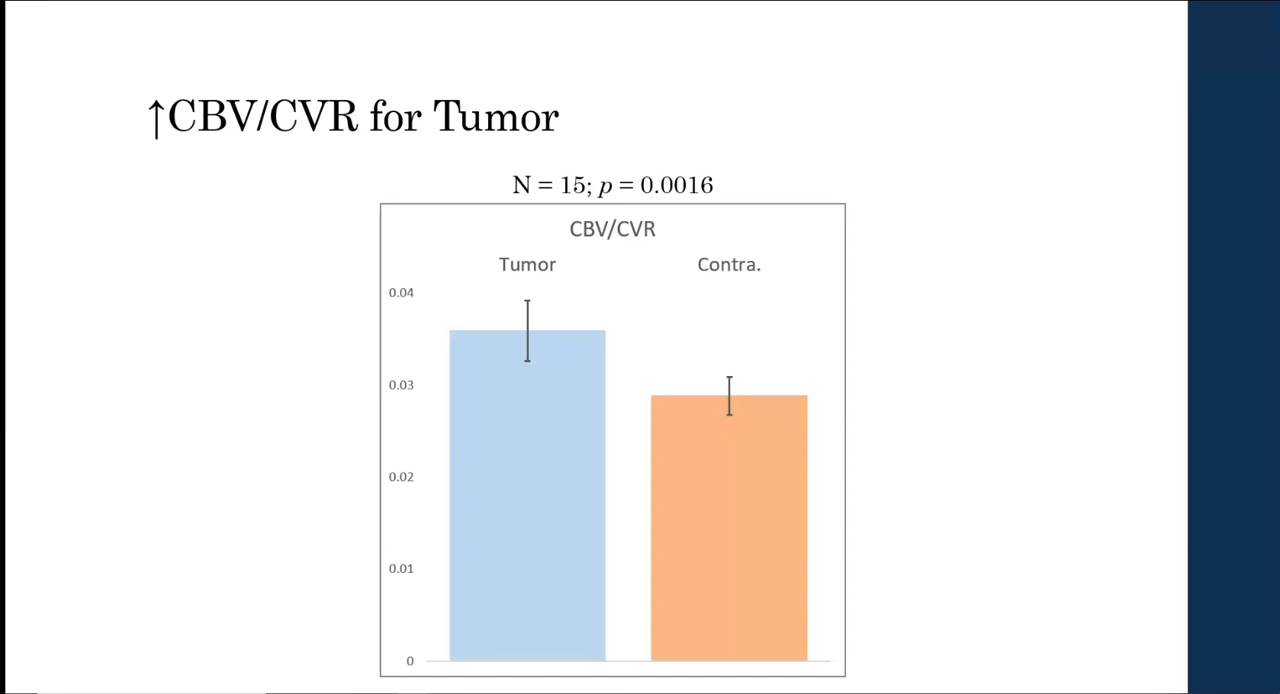 ↑CBV/CVR for Tumor
N = 15; p = 0.0016
CBV/CVR
Tumor Contra.
0.04
0.03
0.02
0.01
0